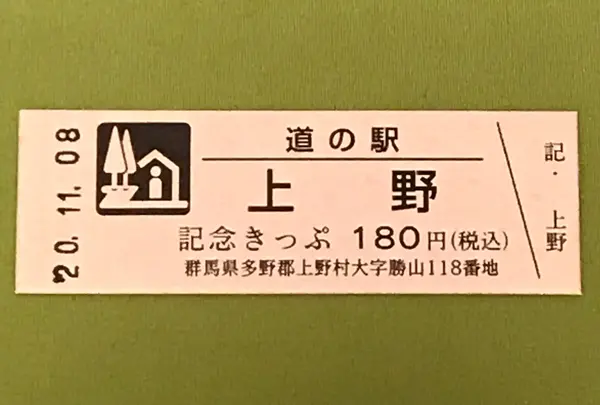 '20.11.08
道の駅
上野
記念きっぷ 180円(税込)
群馬県多野郡上野村大字勝山118番地
記・上野